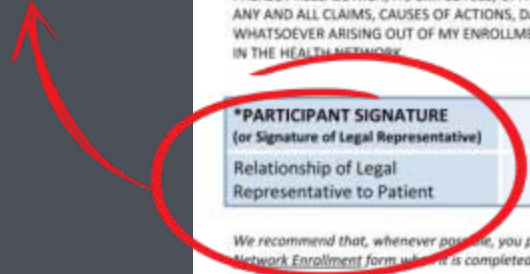 ANY AND ALL CLAIMS, CAUSES OF ACTIONS,
WHATSOEVER ARISING OUT OF MY
IN THE HEALTH NETWORK
*PARTICIPANT SIGNATURE
(or Signature of Legal Representative)
Relationship of Legal
Representative to Patient
We recommend that, whenever possible, you
Network Enrollment form when it is completed